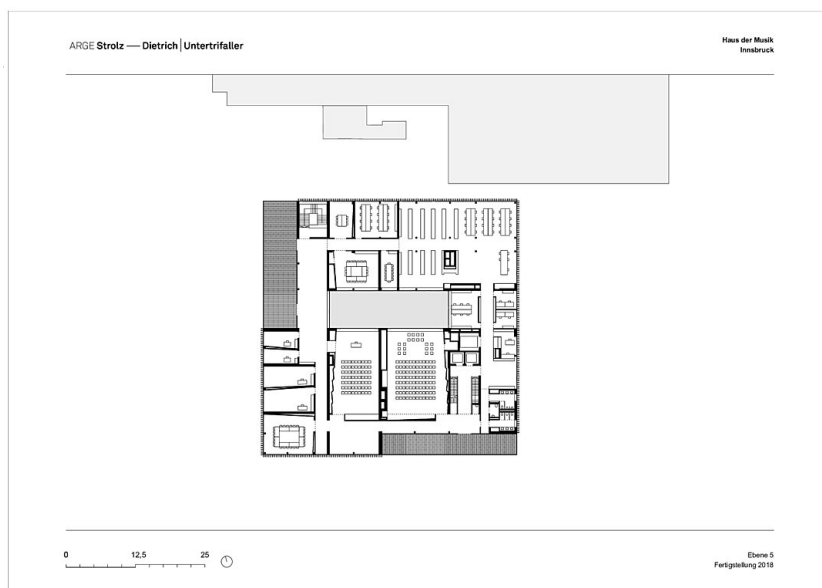 ARGE Strolz — Dietrich | Untertrifaller
Haus der Musik
Innsbruck
0 12,5 25
Ebene 5
Fertigstellung 2018